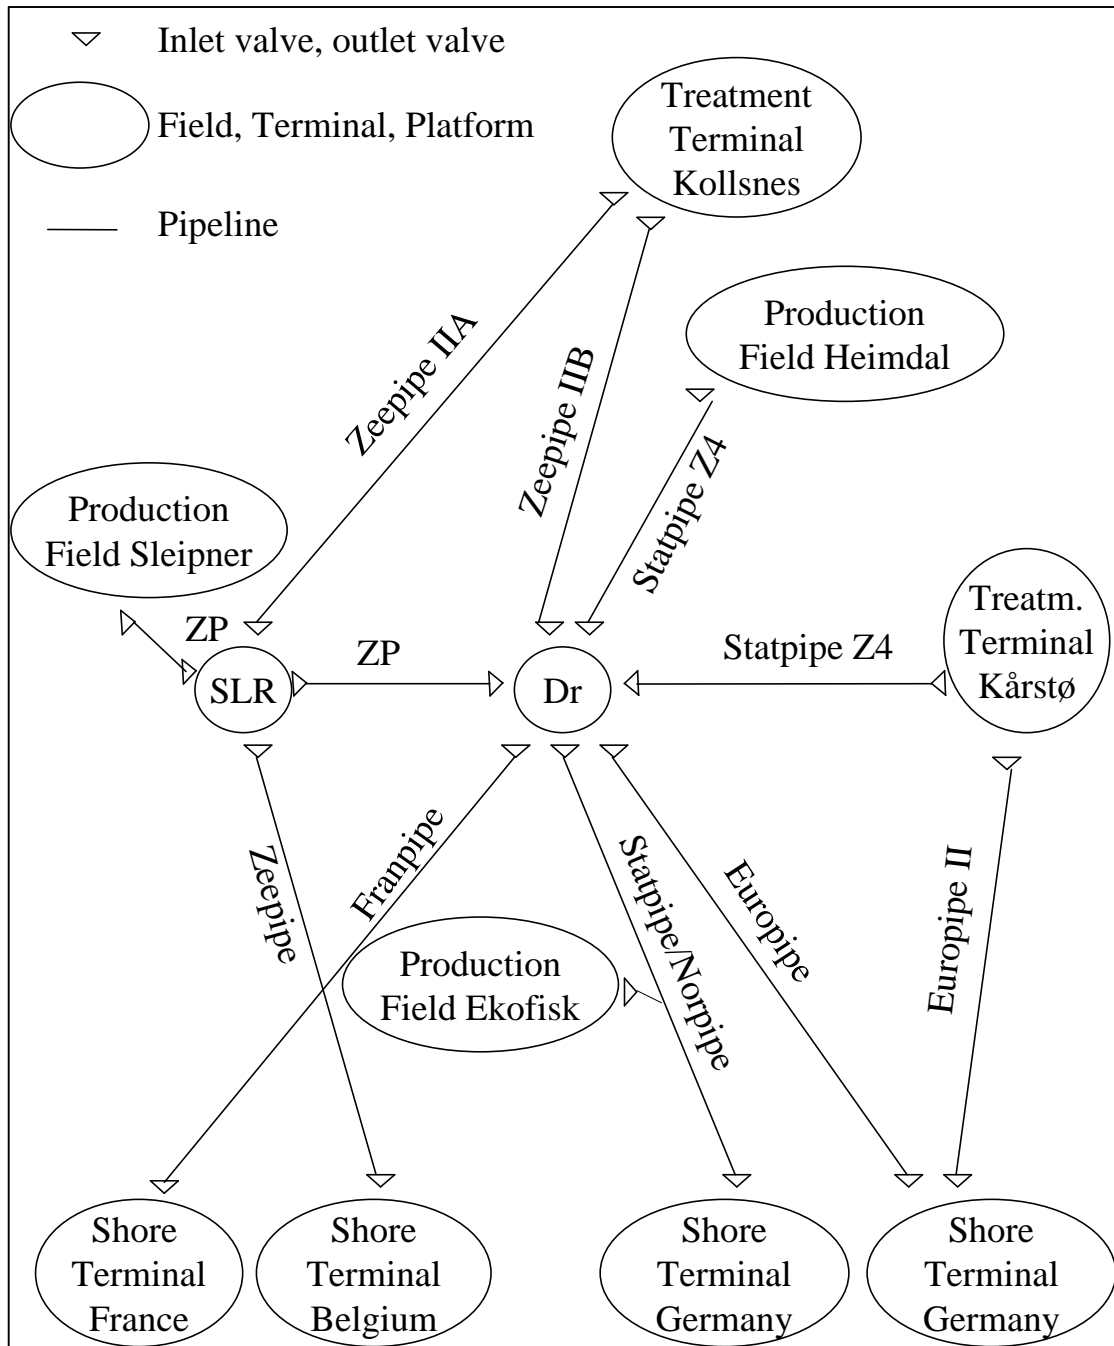 Inlet valve, outlet valve
Field, Terminal, Platform
Pipeline
Treatment
Terminal
Kollsnes
Production
Field Heimdal
Zeepipe IIA
Zeepipe IIB
Statpipe Z4
Production
Field Sleipner
ZP
SLR
ZP
Dr
Statpipe Z4
Treatm.
Terminal
Kårstø
Zeepipe
Franpipe
Statpipe/Norpipe
Europipe
Europipe II
Production
Field Ekofisk
Shore
Terminal
France
Shore
Terminal
Belgium
Shore
Terminal
Germany
Shore
Terminal
Germany